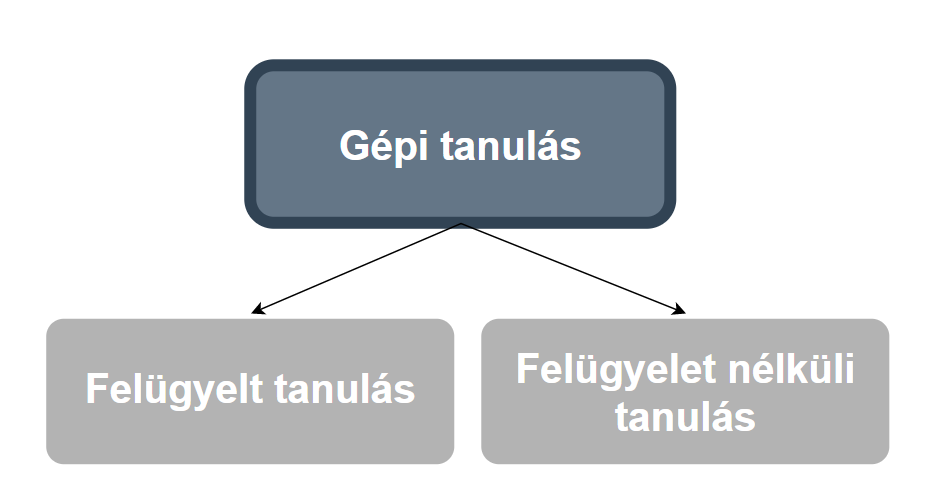 Gépi tanulás
Felügyelt tanulás
Felügyelet nélküli
tanulás